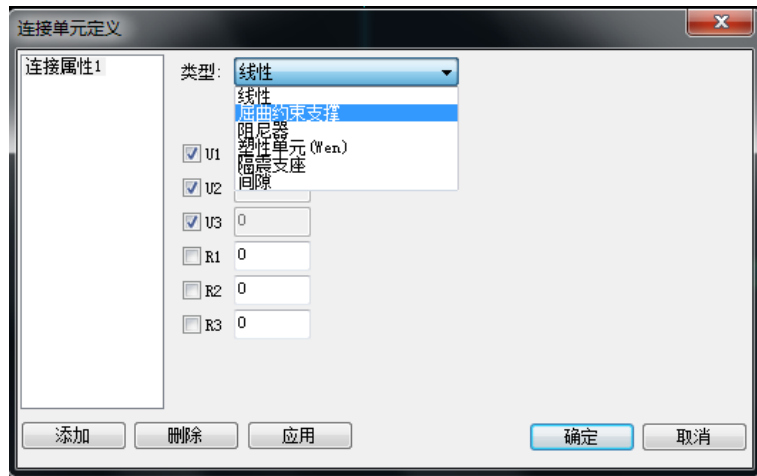 连接单元定义
连接属性1
类型: 线性
线性
屈曲约束支撑
阻尼器
塑性单元(Wen)
隔震支座
间隙
U1
U2
U3 0
R1 0
R2 0
R3 0
添加 删除 应用 确定 取消